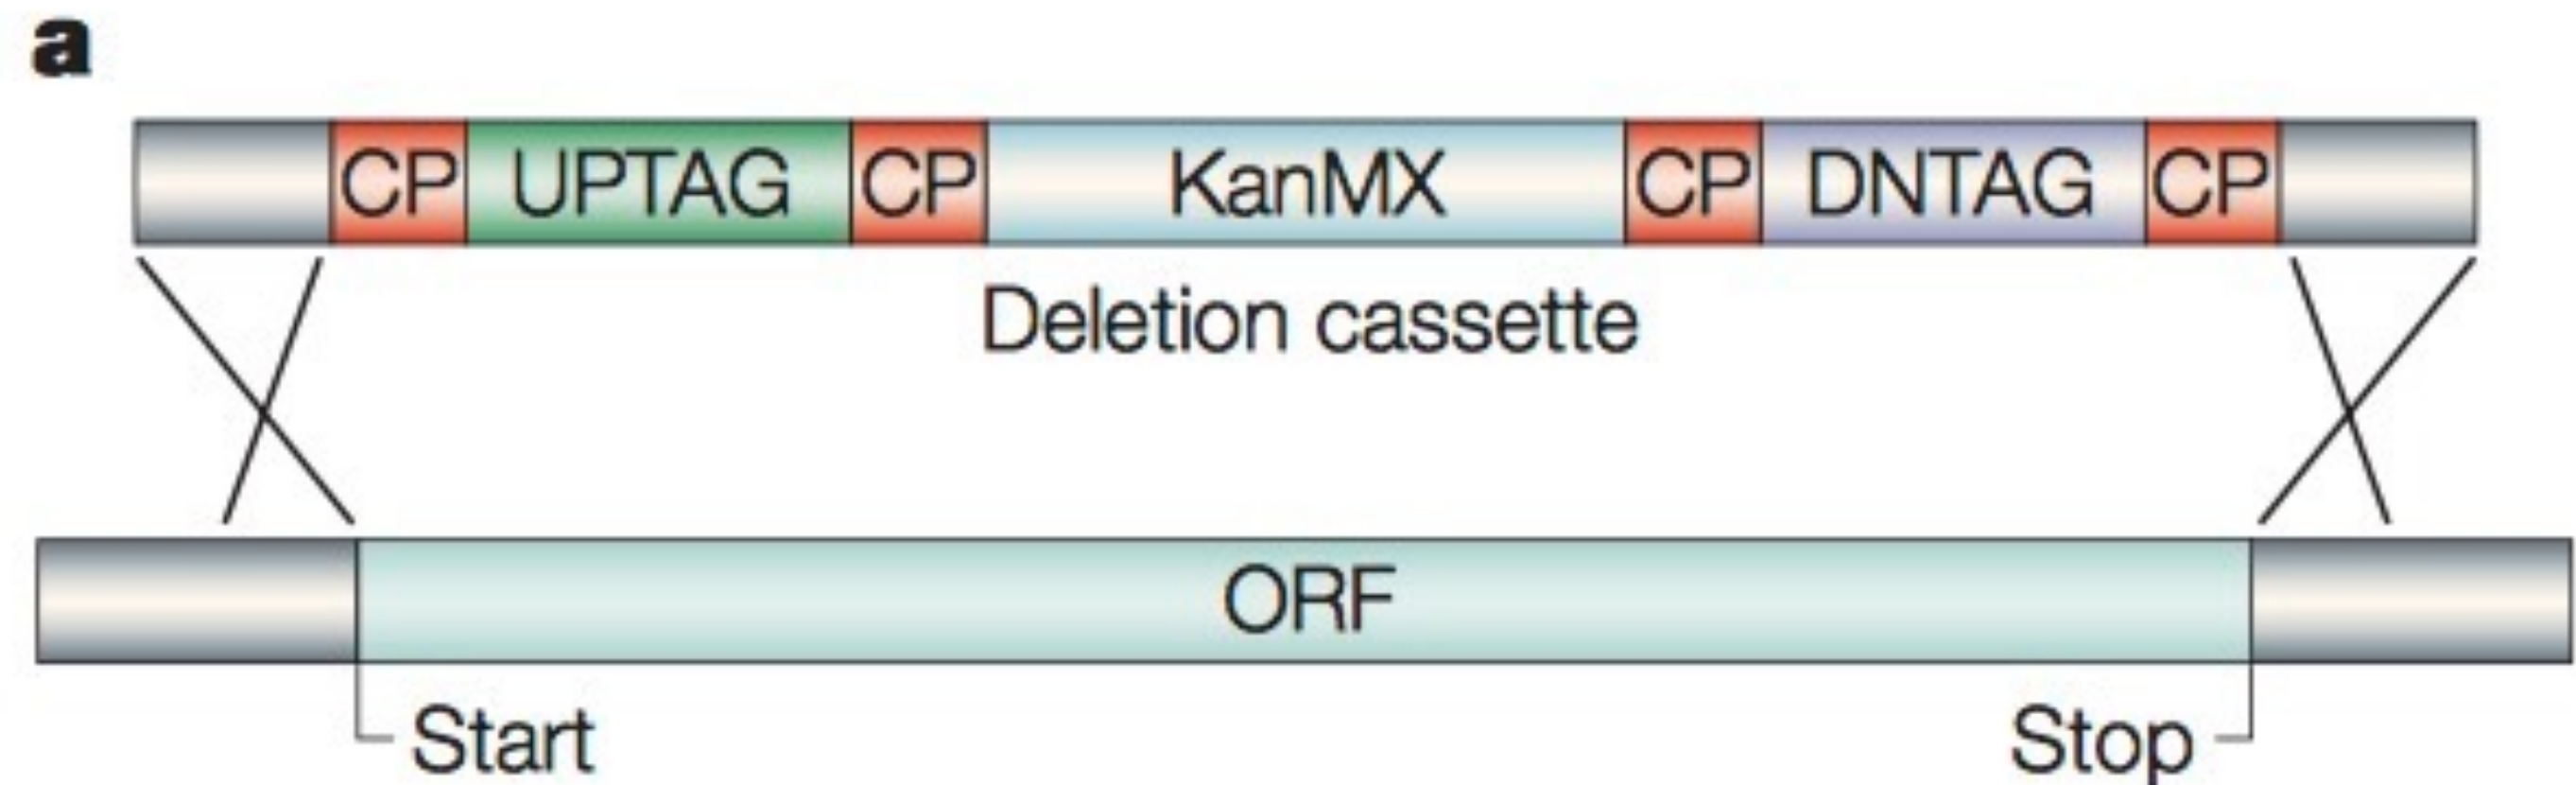 a
CP UPTAG CP KanMX CP DNTAG CP
Deletion cassette
ORF
Start Stop